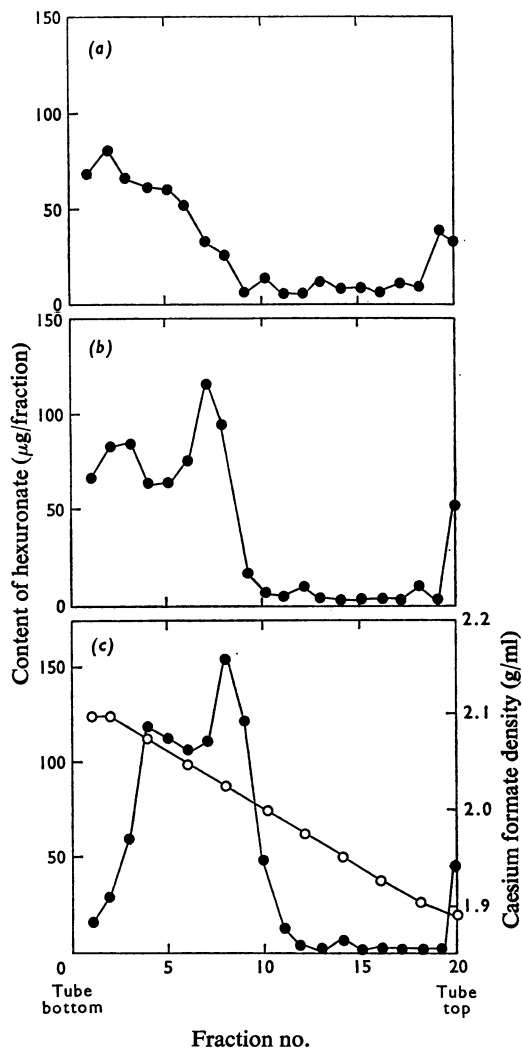 150
(a)
100
50
0
150
(b)
100
50
0
2.2
(c)
150
2.1
100
2.0
50
1.9
0
5
10
15
20
Tube
bottom
Tube
top
Fraction no.
Content of hexuronate (μg/fraction)
Caesium formate density (g/ml)